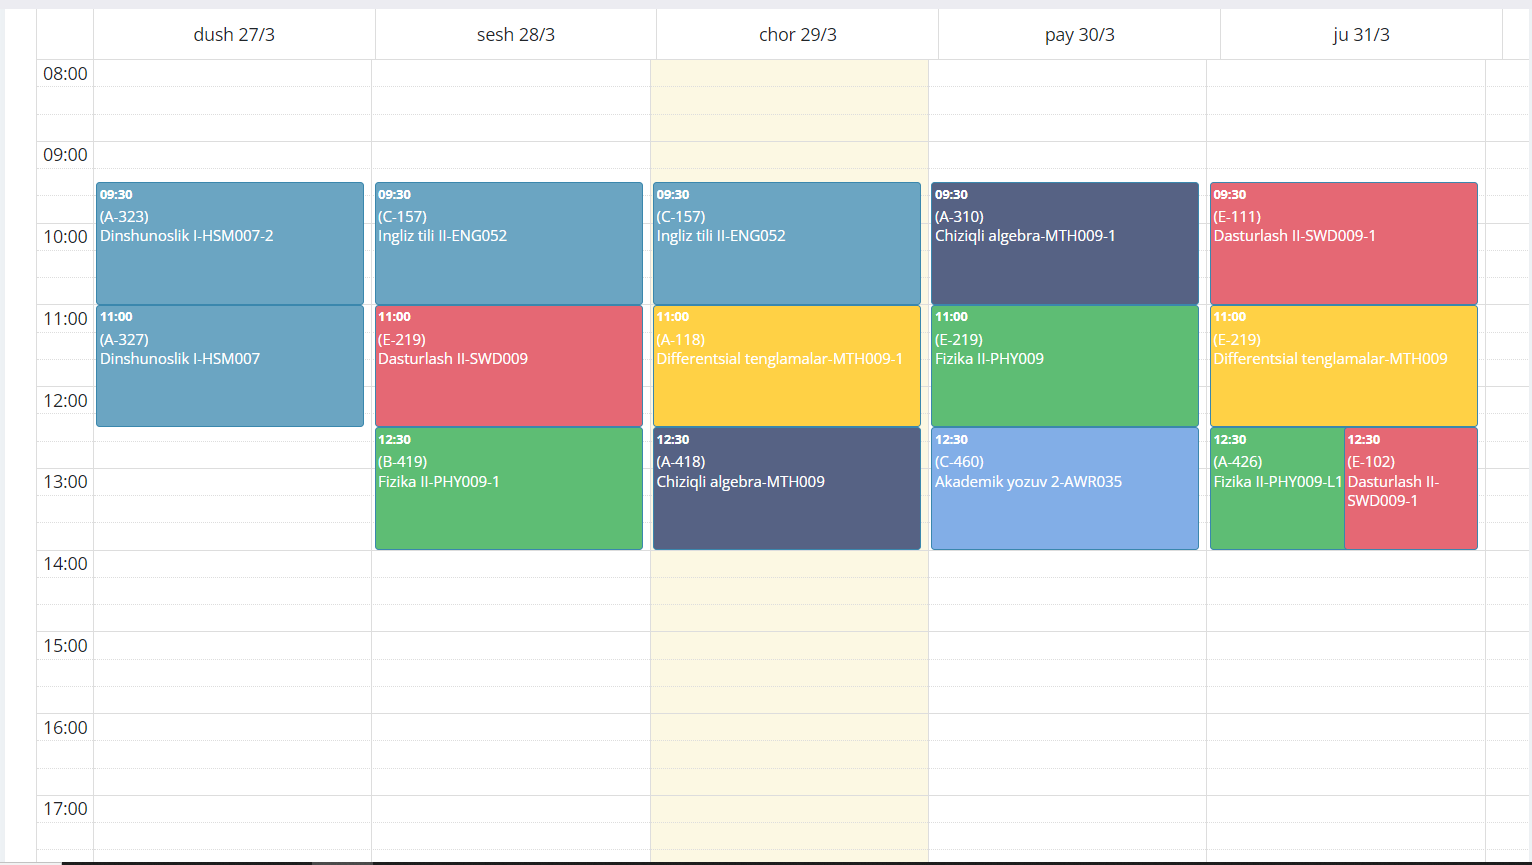 dush 27/3
sesh 28/3
chor 29/3
pay 30/3
ju 31/3
08:00
09:00
10:00
11:00
12:00
13:00
14:00
15:00
16:00
17:00
09:30
(A-323)
Dinshunoslik I-HSM007-2
11:00
(A-327)
Dinshunoslik I-HSM007
09:30
(C-157)
Ingliz tili II-ENG052
11:00
(E-219)
Dasturlash II-SWD009
12:30
(B-419)
Fizika II-PHY009-1
09:30
(C-157)
Ingliz tili II-ENG052
11:00
(A-118)
Differentsial tenglamalar-MTH009-1
12:30
(A-418)
Chiziqli algebra-MTH009
09:30
(A-310)
Chiziqli algebra-MTH009-1
11:00
(E-219)
Fizika II-PHY009
12:30
(C-460)
Akademik yozuv 2-AWR035
09:30
(E-111)
Dasturlash II-SWD009-1
11:00
(E-219)
Differentsial tenglamalar-MTH009
12:30
(A-426)
Fizika II-PHY009-L1
12:30
(E-102)
Dasturlash II-
SWD009-1